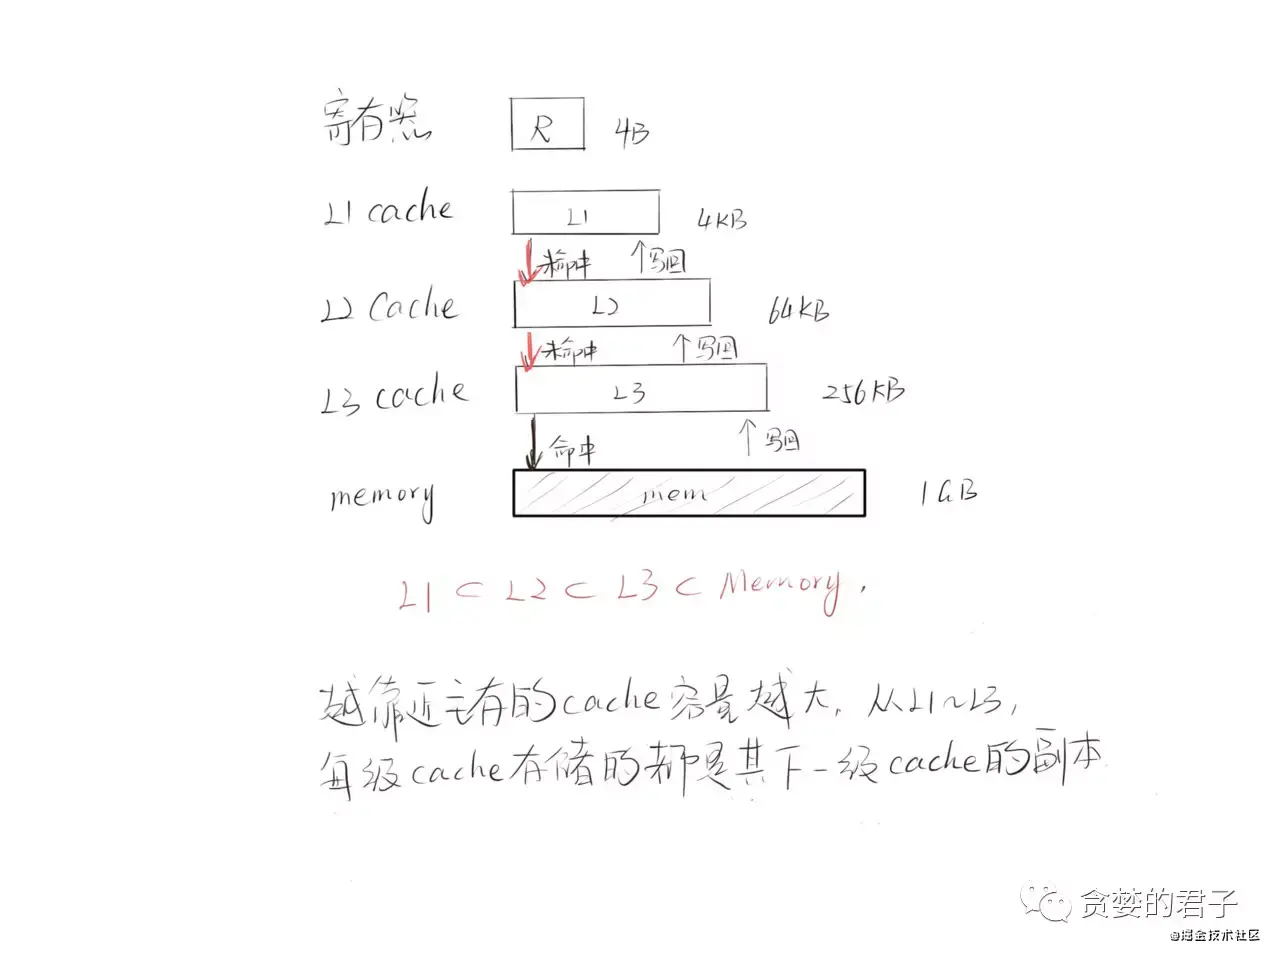 寄存器 R 4B
L1 cache L1 4KB
未命中 写回
L2 Cache L2 64KB
未命中 写回
L3 cache L3 256KB
命中 写回
memory mem 1GB
L1 ⊂ L2 ⊂ L3 ⊂ Memory.
越靠近主存的cache容量越大,从L1~L3,
每级cache存储的都是其下一级cache的副本
贪婪的君子
@掘金技术社区